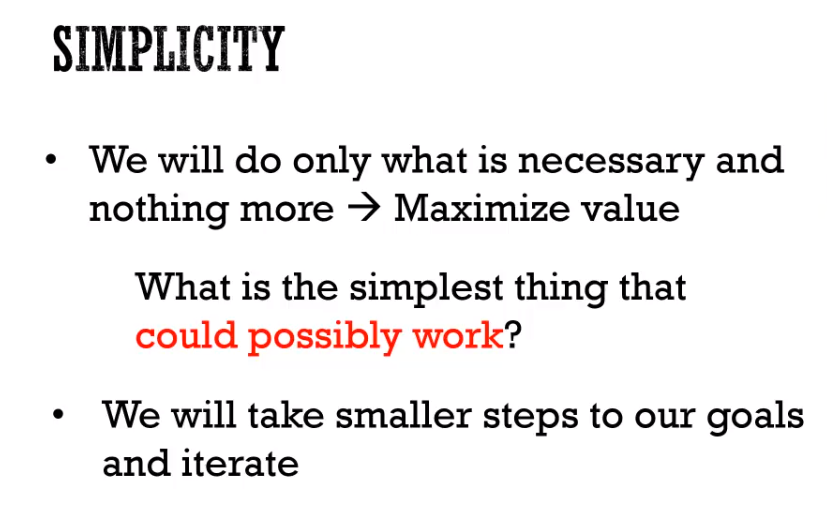 SIMPLICITY
• We will do only what is necessary and
nothing more → Maximize value
What is the simplest thing that
could possibly work?
• We will take smaller steps to our goals
and iterate